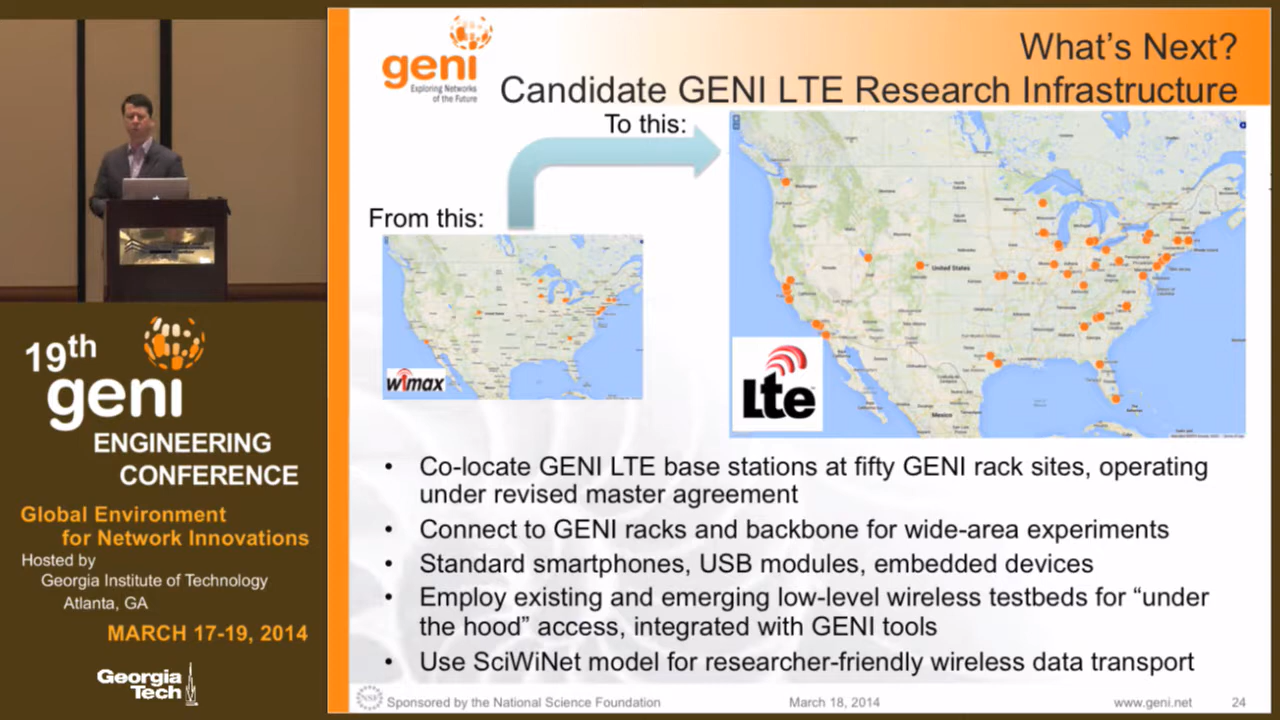 19th
geni
ENGINEERING
CONFERENCE
Global Environment
for Network Innovations
Hosted by
Georgia Institute of Technology
Atlanta, GA
MARCH 17-19, 2014
Georgia
Tech
geni
Exploring Networks
of the Future
What's Next?
Candidate GENI LTE Research Infrastructure
To this:
From this:
United States
Mexico
wimax
Lte
• Co-locate GENI LTE base stations at fifty GENI rack sites, operating
under revised master agreement
• Connect to GENI racks and backbone for wide-area experiments
• Standard smartphones, USB modules, embedded devices
• Employ existing and emerging low-level wireless testbeds for “under
the hood” access, integrated with GENI tools
• Use SciWiNet model for researcher-friendly wireless data transport
NSF
Sponsored by the National Science Foundation
March 18, 2014
www.geni.net
24